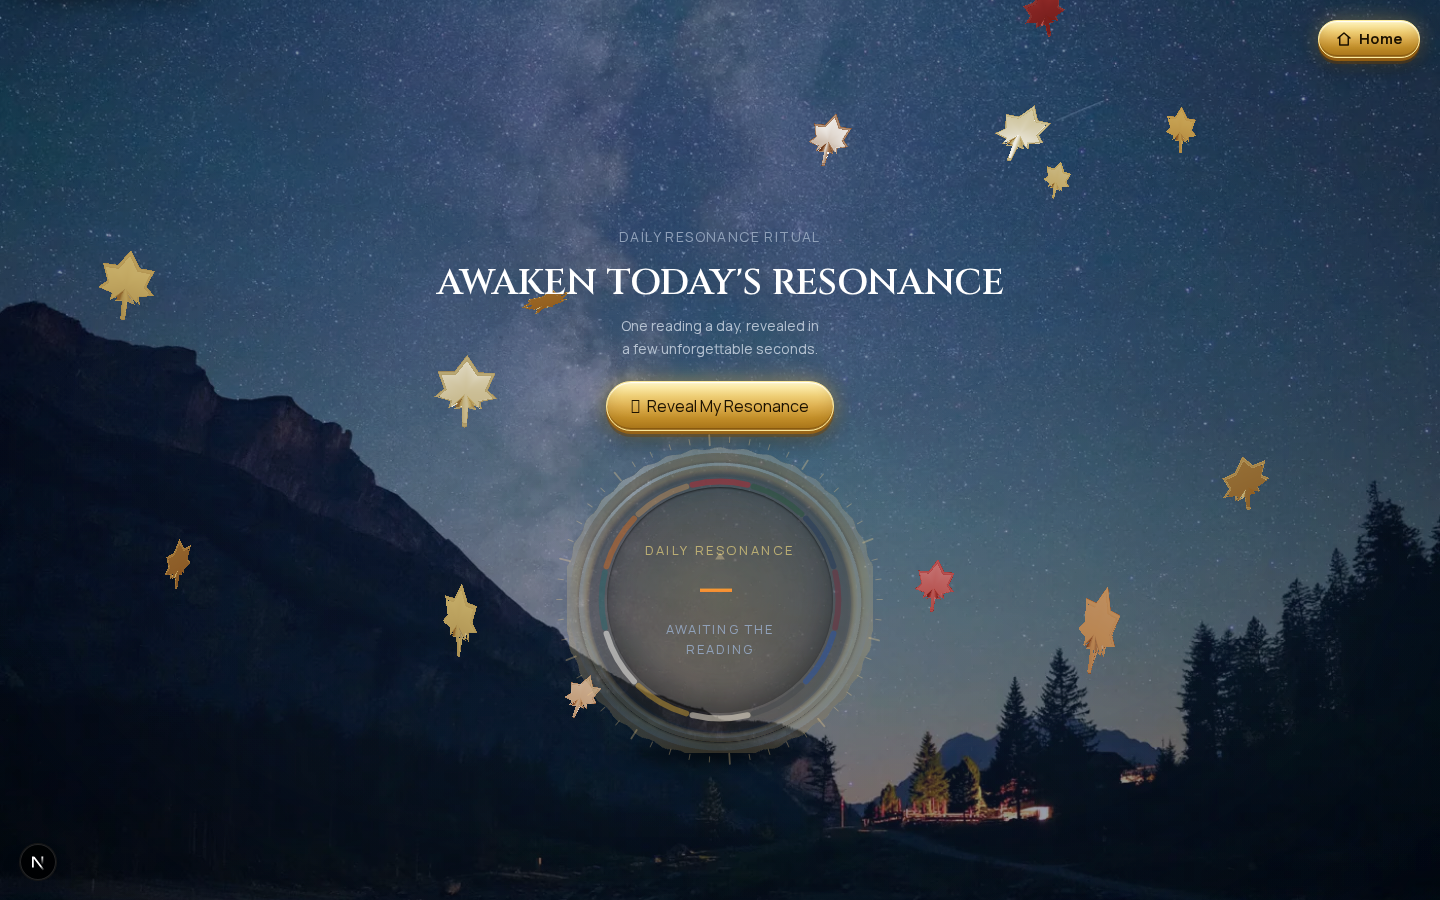 Home
DAILY RESONANCE RITUAL
AWAKEN TODAY'S RESONANCE
One reading a day, revealed in
a few unforgettable seconds.
Reveal My Resonance
DAILY RESONANCE
AWAITING THE
READING
N